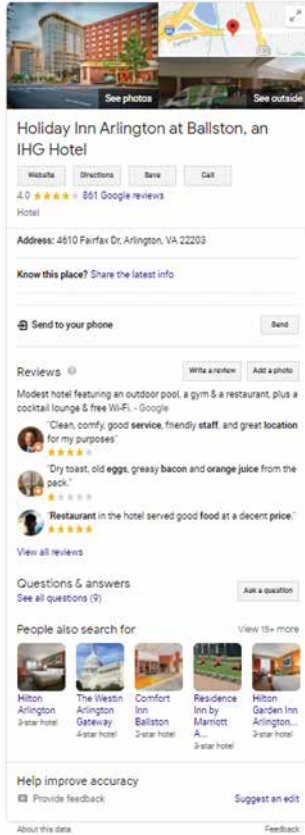 See photos
See outside
Holiday Inn Arlington at Ballston, an
IHG Hotel
Website
Directions
Save
Call
4.0 861 Google reviews
Hotel
Address: 4610 Fairfax Dr, Arlington, VA 22203
Know this place? Share the latest info
Send to your phone
Send
Reviews
Write a review
Add a photo
Modest hotel featuring an outdoor pool, a gym & a restaurant, plus a
cocktail lounge & free Wi-Fi. - Google
"Clean, comfy, good service, friendly staff, and great location
for my purposes"
"Dry toast, old eggs, greasy bacon and orange juice from the
pack."
"Restaurant in the hotel served good food at a decent price."
View all reviews
Questions & answers
See all questions (9)
Ask a question
People also search for
View 15+ more
Hilton
Arlington
3-star hotel
The Westin
Arlington
Gateway
4-star hotel
Comfort
Inn
Ballston
2-star hotel
Residence
Inn by
Marriott
A...
3-star hotel
Hilton
Garden Inn
Arlington...
3-star hotel
Help improve accuracy
Provide feedback
Suggest an edit
About this data
Feedback